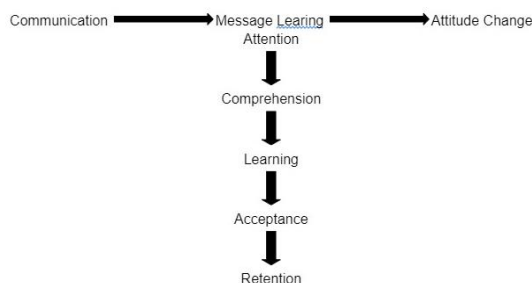 Communication Message Learing Attitude Change
Attention
Comprehension
Learning
Acceptance
Retention